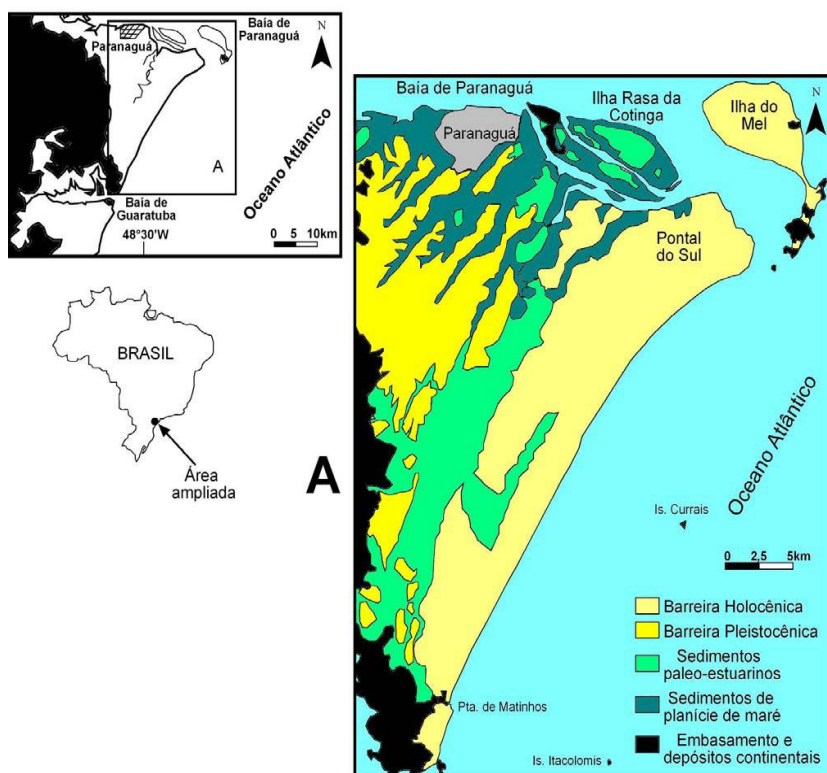 Baía de
Paranaguá
Paranaguá
N
A
Oceano Atlântico
Baía de
Guaratuba
48°30'W
0 5 10km
BRASIL
Área
ampliada
A
Baía de Paranaguá
Ilha Rasa da
Cotinga
N
Ilha do
Mel
Paranaguá
Pontal
do Sul
Oceano Atlântico
Is. Currais
0 2,5 5km
Barreira Holocênica
Barreira Pleistocênica
Sedimentos
paleo-estuarinos
Sedimentos de
planície de maré
Embasamento e
depósitos continentais
Pta. de Matinhos
Is. Itacolomis